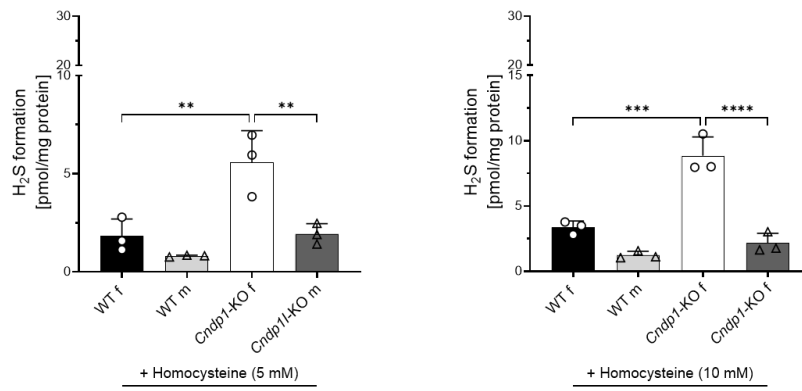 H₂S formation
[pmol/mg protein]
30
20
10
5
0
**
**
WT f
WT m
Cndp1-KO f
Cndp1l-KO m
+ Homocysteine (5 mM)
H₂S formation
[pmol/mg protein]
30
20
15
10
5
0
***
****
WT f
WT m
Cndp1-KO f
Cndp1-KO f
+ Homocysteine (10 mM)